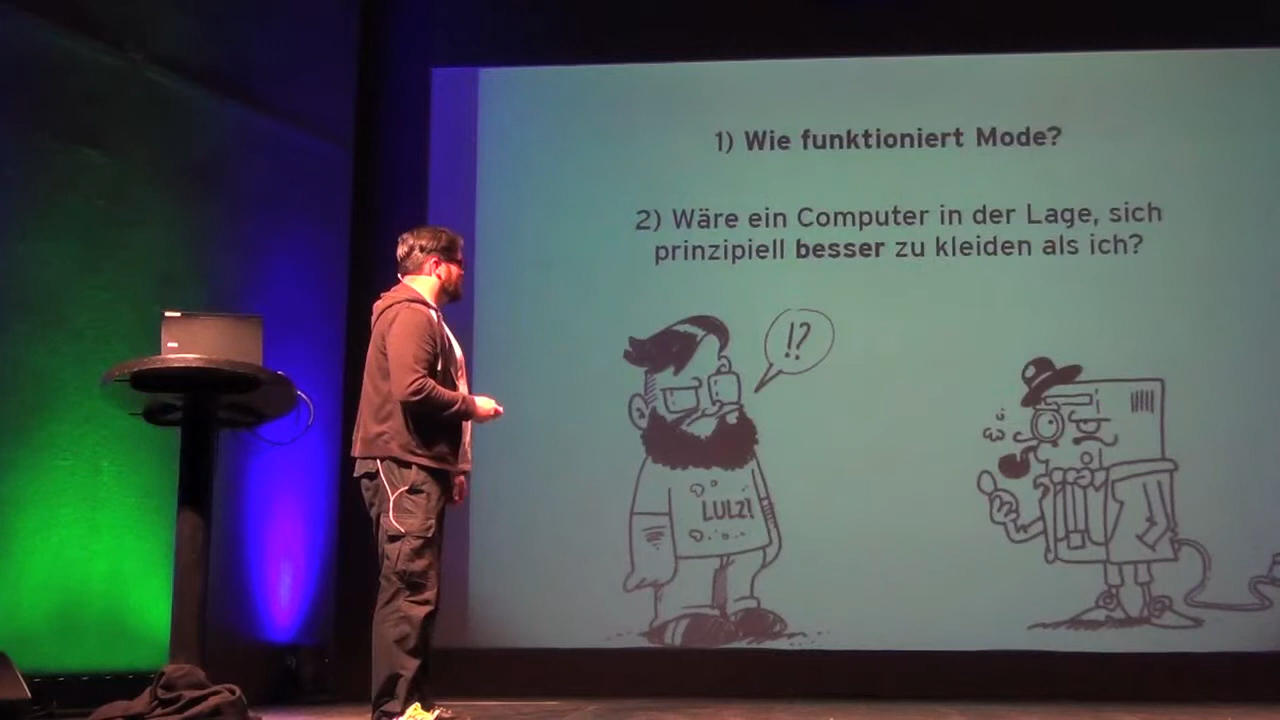 1) Wie funktioniert Mode?
2) Wäre ein Computer in der Lage, sich
prinzipiell besser zu kleiden als ich?
!?
LULZ!